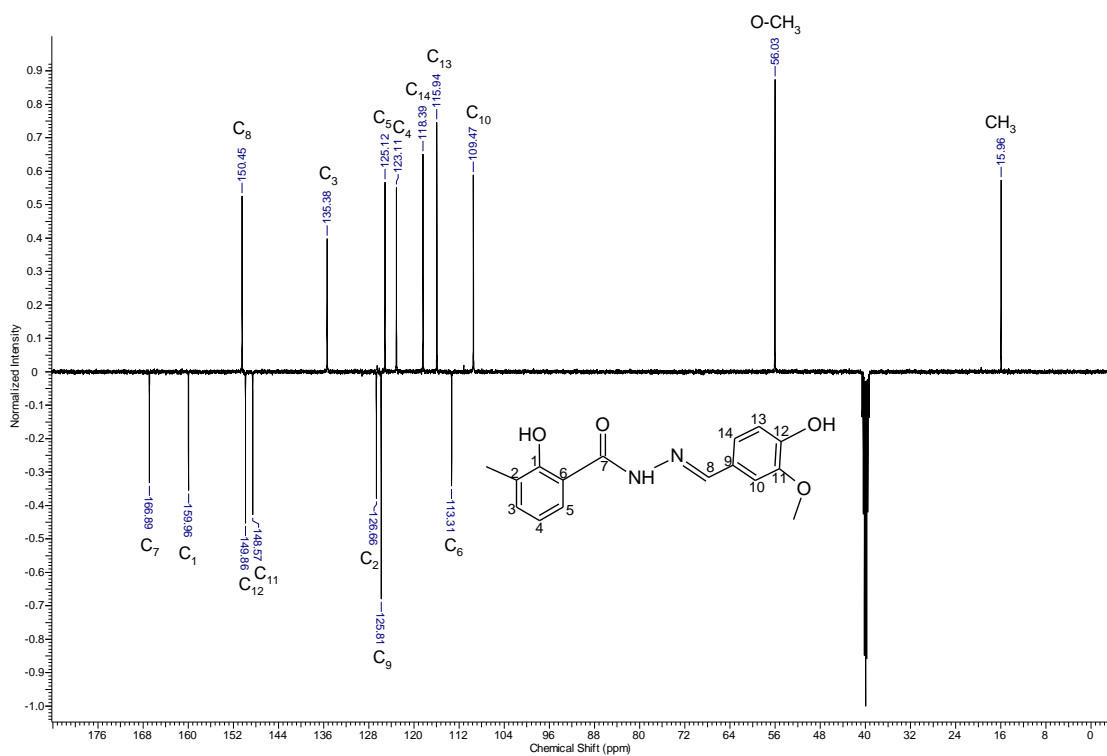 O-CH₃
56.03
C₁₃
115.94
C₁₄
118.39
C₁₀
109.47
C₅
125.12
C₄
123.11
C₈
150.45
C₃
135.38
CH₃
15.96
0.9
0.8
0.7
0.6
0.5
0.4
0.3
0.2
0.1
0
-0.1
-0.2
-0.3
-0.4
-0.5
-0.6
-0.7
-0.8
-0.9
-1.0
Normalized Intensity
166.89
C₇
159.96
C₁
149.86
C₁₂
148.57
C₁₁
126.66
C₂
125.81
C₉
113.31
C₆
HO
O
1
2
3
4
5
6
7
NH
N
8
9
10
11
12
13
14
OH
O
176 168 160 152 144 136 128 120 112 104 96 88 80 72 64 56 48 40 32 24 16 8 0
Chemical Shift (ppm)